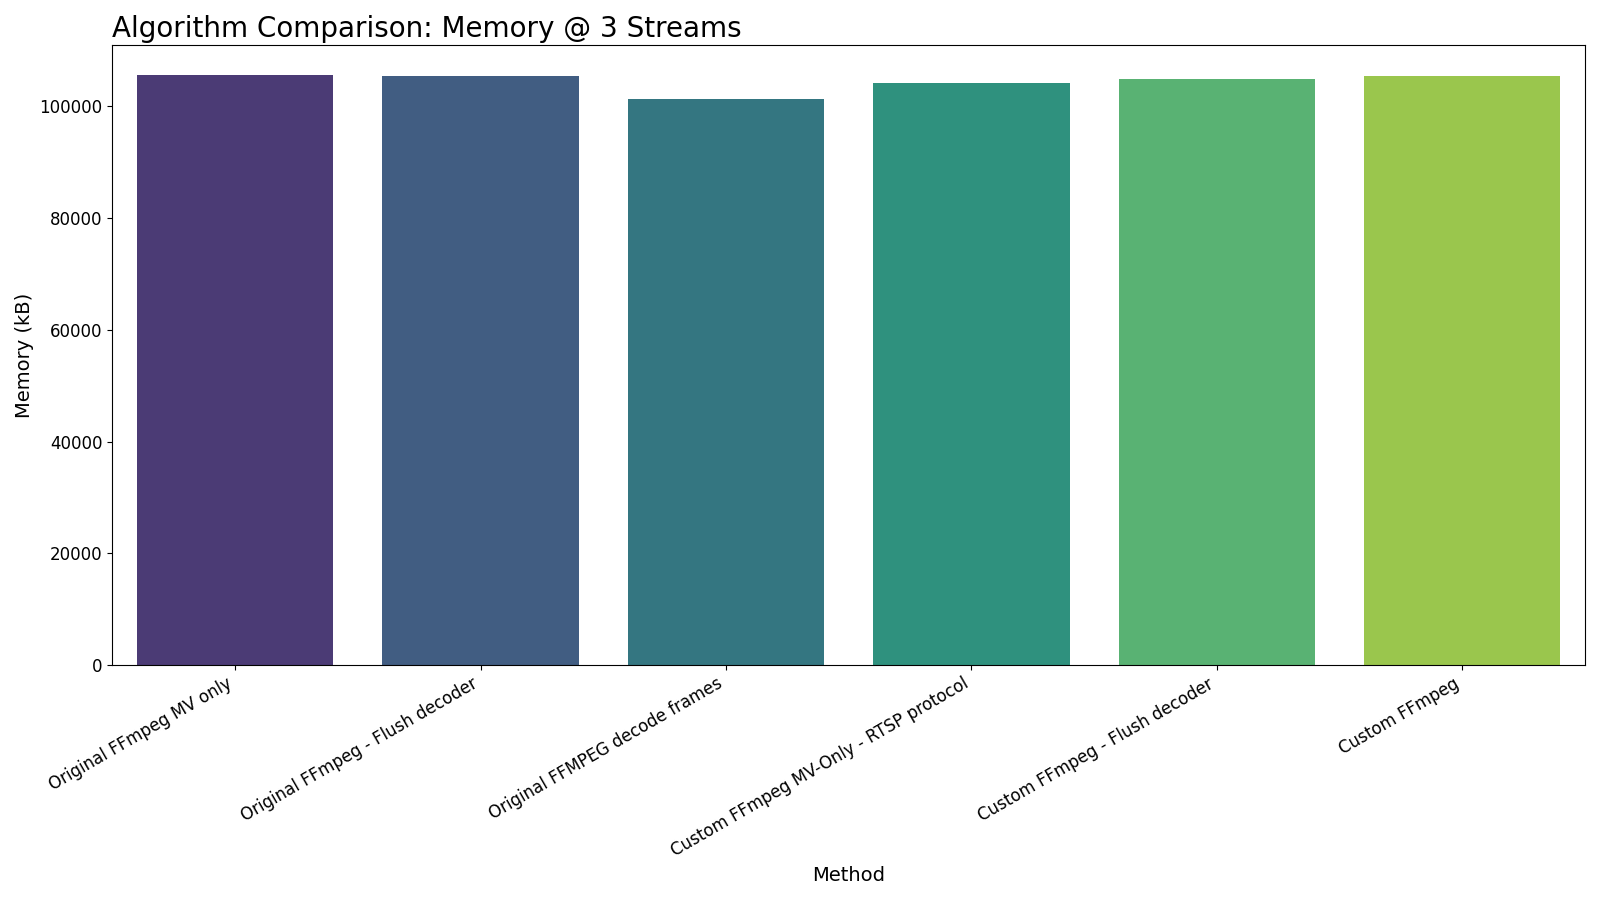 Algorithm Comparison: Memory @ 3 Streams
Memory (kB)
100000
80000
60000
40000
20000
0
Original FFmpeg MV only
Original FFmpeg - Flush decoder
Original FFMPEG decode frames
Custom FFmpeg MV-Only - RTSP protocol
Custom FFmpeg - Flush decoder
Custom FFmpeg
Method